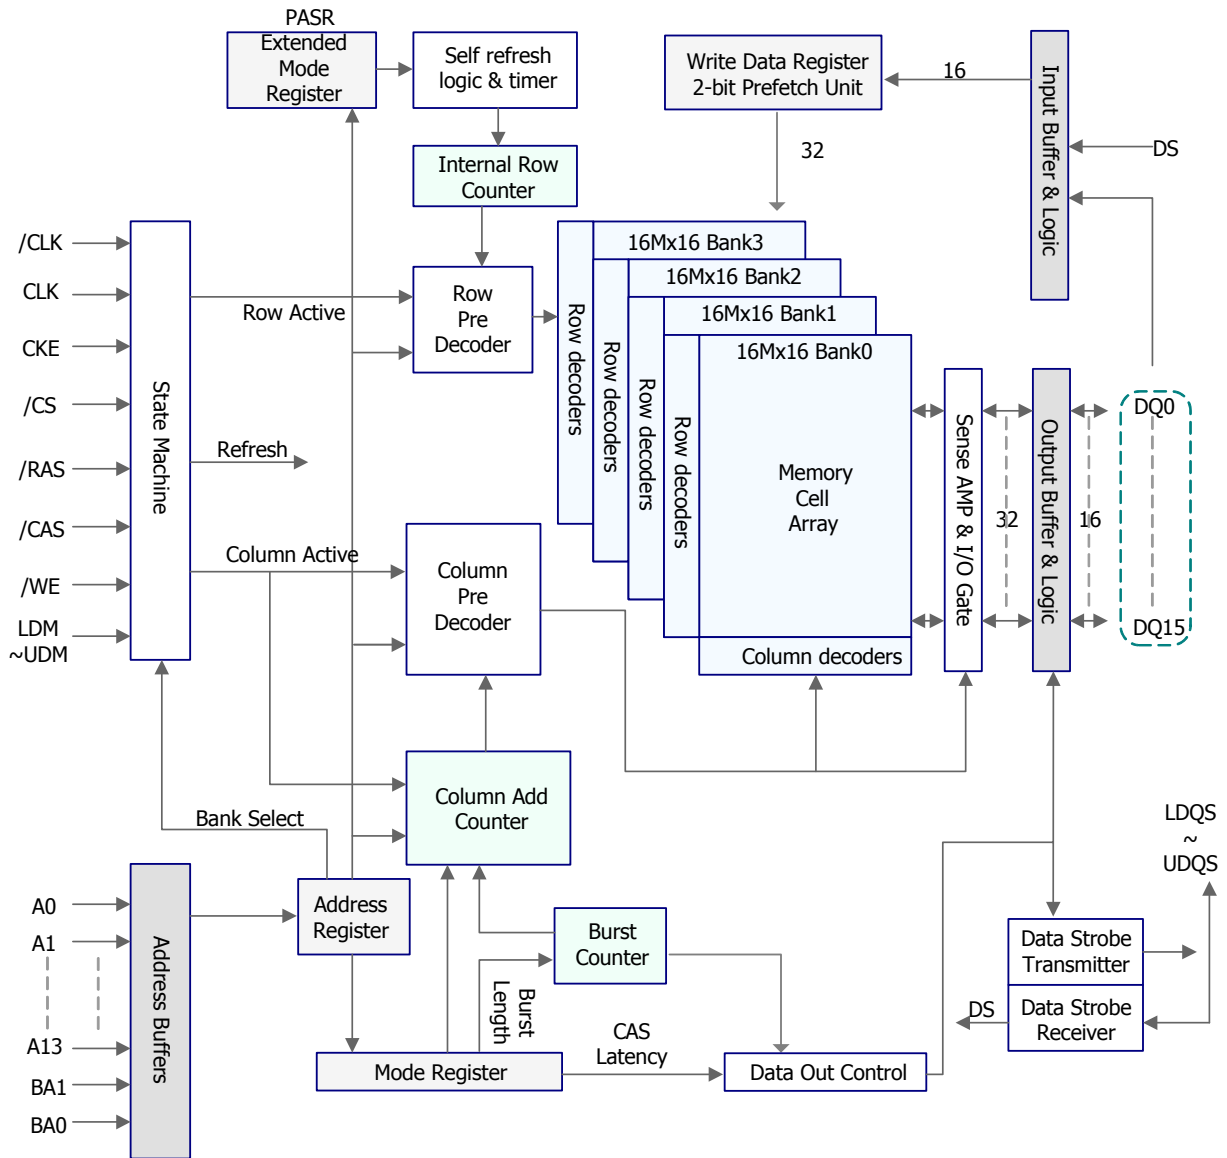 PASR
Extended
Mode
Register
Self refresh
logic & timer
Write Data Register
2-bit Prefetch Unit
16
Input Buffer & Logic
DS
32
Internal Row
Counter
/CLK
CLK
CKE
/CS
/RAS
/CAS
/WE
LDM
~UDM
State Machine
Row Active
Refresh
Column Active
Row
Pre
Decoder
Column
Pre
Decoder
16Mx16 Bank3
16Mx16 Bank2
16Mx16 Bank1
16Mx16 Bank0
Row decoders
Row decoders
Row decoders
Row decoders
Memory
Cell
Array
Column decoders
Sense AMP & I/O Gate
32
Output Buffer & Logic
16
DQ0
DQ15
Bank Select
Column Add
Counter
A0
A1
A13
BA1
BA0
Address Buffers
Address
Register
Burst
Length
Burst
Counter
Mode Register
CAS
Latency
Data Out Control
LDQS
~
UDQS
Data Strobe
Transmitter
DS
Data Strobe
Receiver